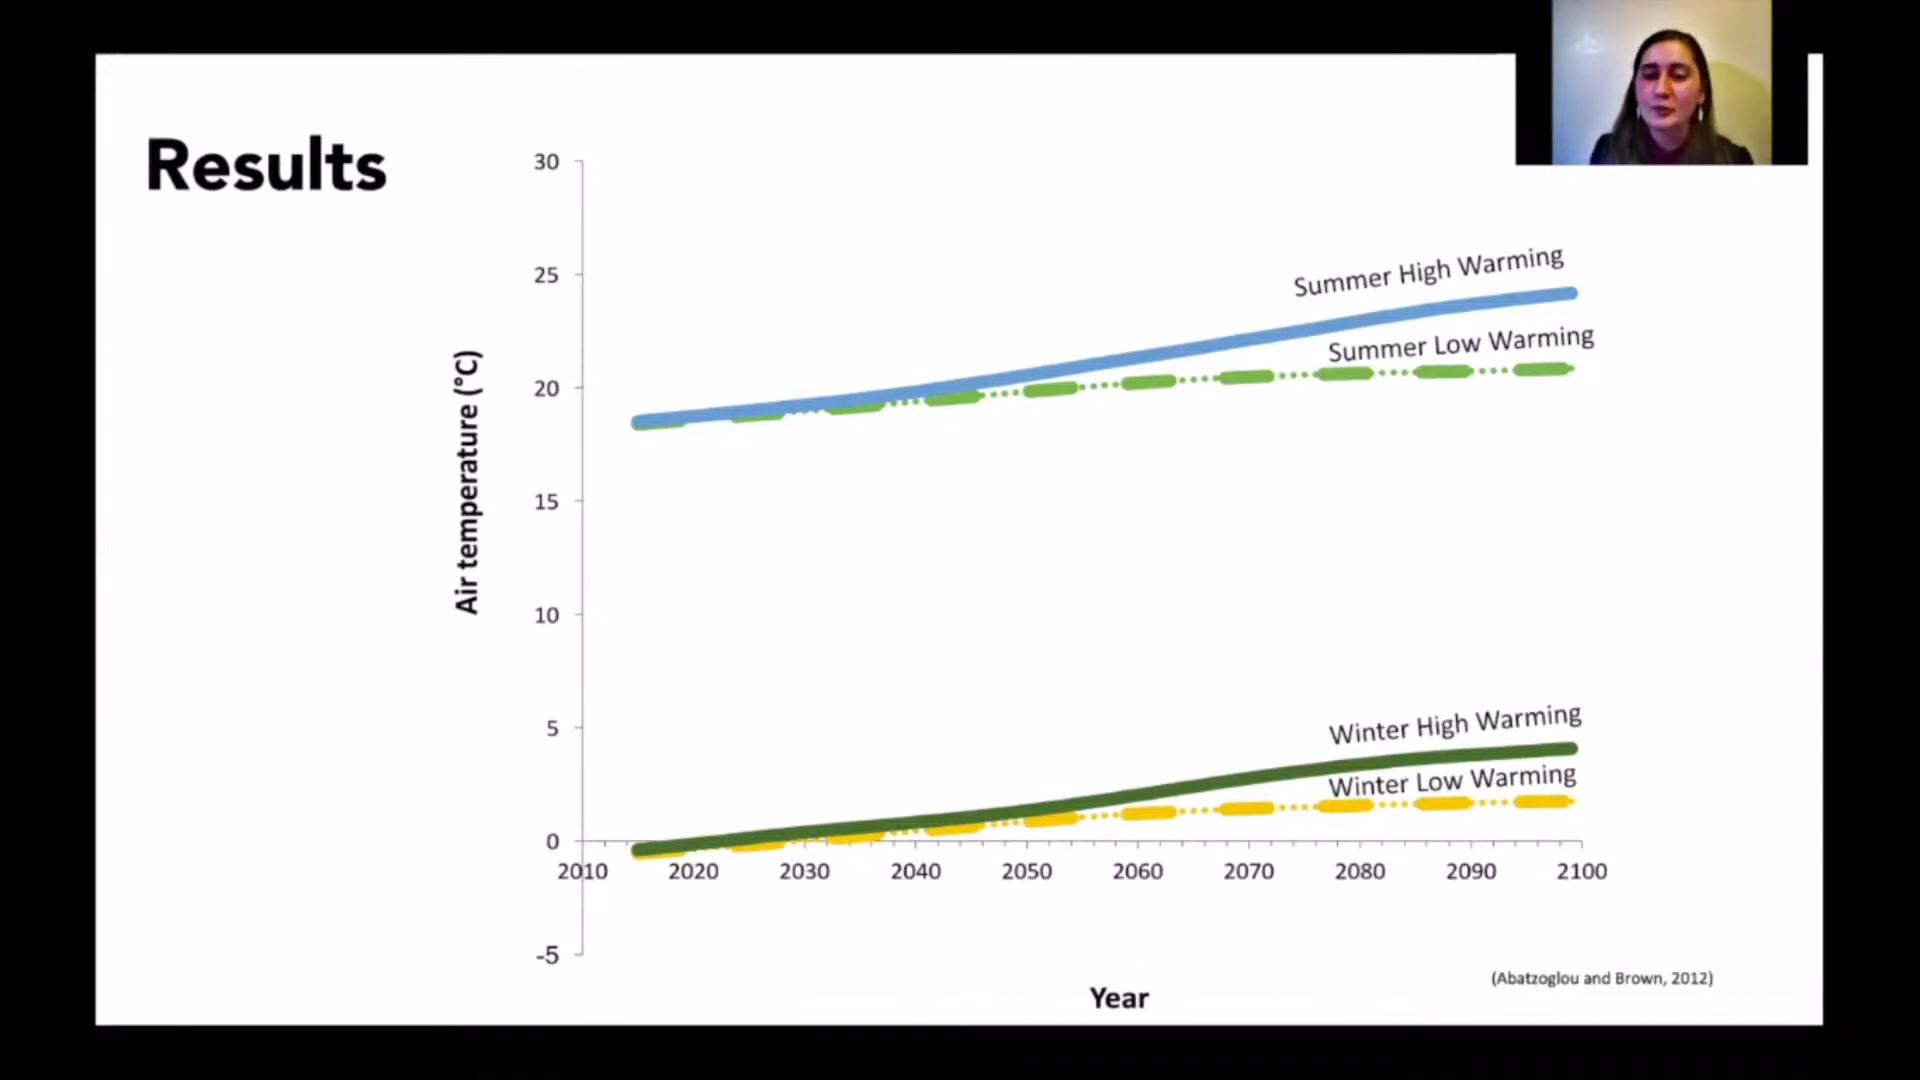 Results
30
25
20
15
10
5
0
-5
Air temperature (°C)
Summer High Warming
Summer Low Warming
Winter High Warming
Winter Low Warming
2010 2020 2030 2040 2050 2060 2070 2080 2090 2100
Year
(Abatzoglou and Brown, 2012)